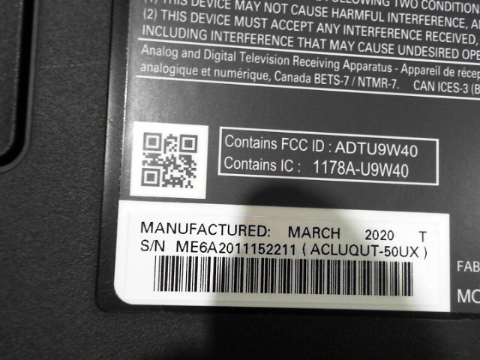 FOLLOWING TWO CONDITION
(1) THIS DEVICE MAY NOT CAUSE HARMFUL INTERFERENCE, A
(2) THIS DEVICE MUST ACCEPT ANY INTERFERENCE RECEIVED,
INCLUDING INTERFERENCE THAT MAY CAUSE UNDESIRED OPE
Analog and Digital Television Receiving Apparatus - Appareil de récep
analogique et numérique, Canada BETS-7 / NTMR-7. CAN ICES-3 (B
Contains FCC ID : ADTU9W40
Contains IC : 1178A-U9W40
MANUFACTURED: MARCH 2020 T
S/N ME6A2011152211 ( ACLUQUT-50UX )
FAB
MO